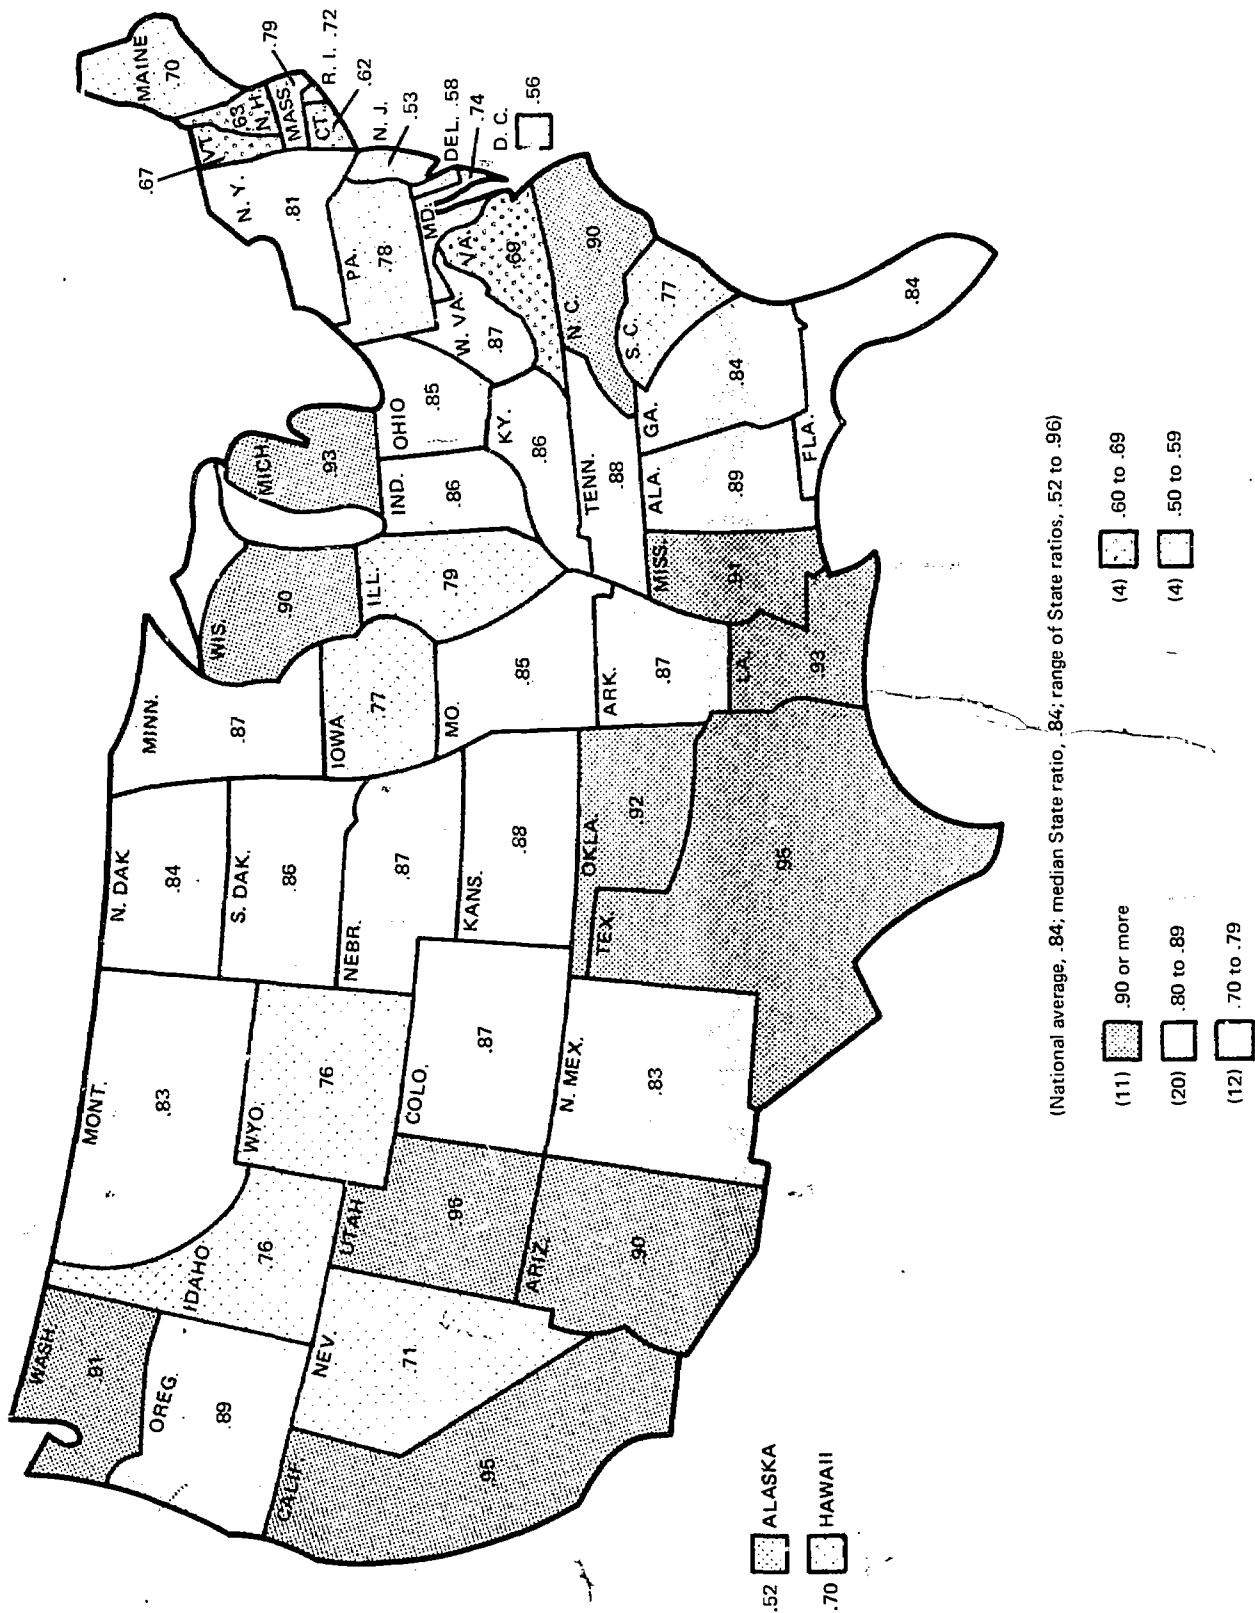 WASH.
.91
OREG.
.89
CALIF.
.95
IDAHO
.76
NEV.
.71
MONT.
.83
WYO.
.76
UTAH
.96
ARIZ.
.90
COLO.
.87
N. MEX.
.83
N. DAK
.84
S. DAK.
.86
NEBR.
.87
KANS.
.88
OKLA.
.92
TEX.
.95
MINN.
.87
IOWA
.77
MO.
.85
ARK.
.87
LA.
.93
WIS.
.90
ILL.
.79
MICH
.93
IND.
.86
OHIO
.85
KY.
.86
TENN.
.88
MISS.
.91
ALA.
.89
GA.
.84
FLA.
.84
S. C.
.77
N. C.
.90
VA.
.69
W. VA.
.87
MD.
.74
DEL. .58
D. C.
.56
PA.
.78
N. J.
.53
N. Y.
.81
CT.
.62
R. I. .72
MASS.
.79
VT.
.67
N. H.
.63
MAINE
.70
.52 ALASKA
.70 HAWAII
(National average, .84; median State ratio, .84; range of State ratios, .52 to .96)
(11) .90 or more
(20) .80 to .89
(12) .70 to .79
(4) .60 to .69
(4) .50 to .59